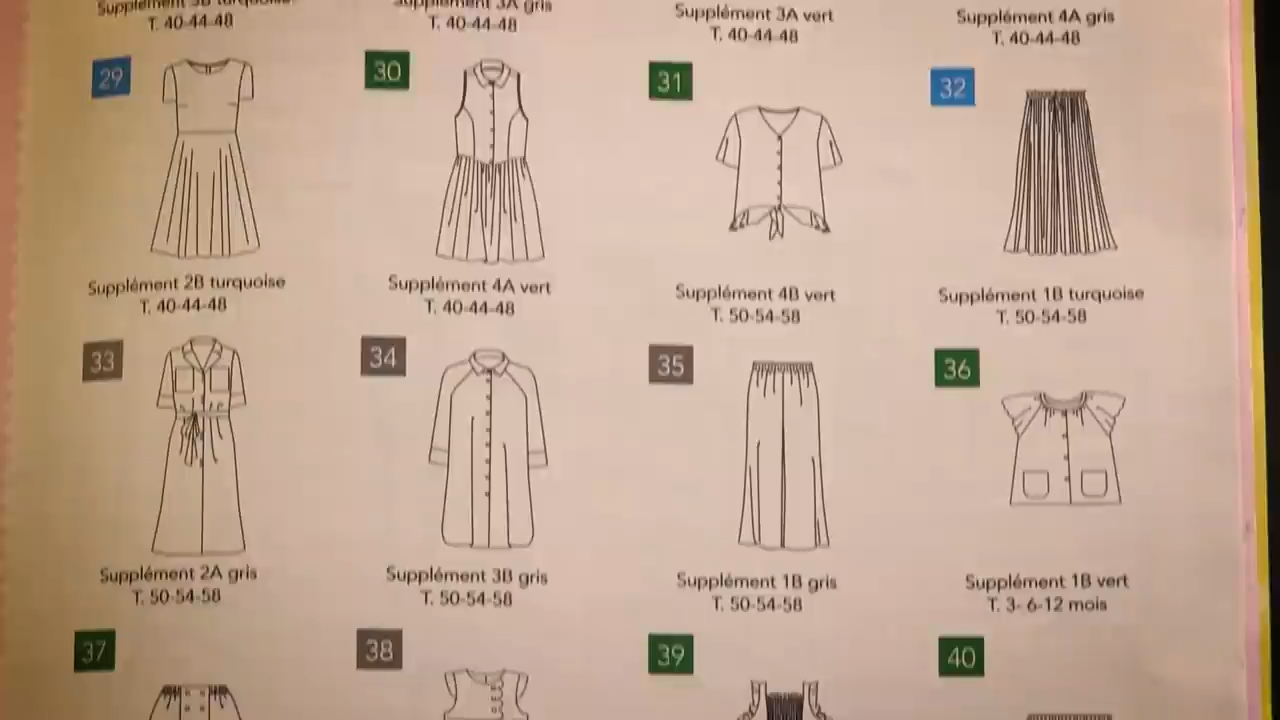 Supplément 3B turquoise
T. 40-44-48
Supplément 3A gris
T. 40-44-48
Supplément 3A vert
T. 40-44-48
Supplément 4A gris
T. 40-44-48
29
30
31
32
Supplément 2B turquoise
T. 40-44-48
Supplément 4A vert
T. 40-44-48
Supplément 4B vert
T. 50-54-58
Supplément 1B turquoise
T. 50-54-58
33
34
35
36
Supplément 2A gris
T. 50-54-58
Supplément 3B gris
T. 50-54-58
Supplément 1B gris
T. 50-54-58
Supplément 1B vert
T. 3- 6-12 mois
37
38
39
40